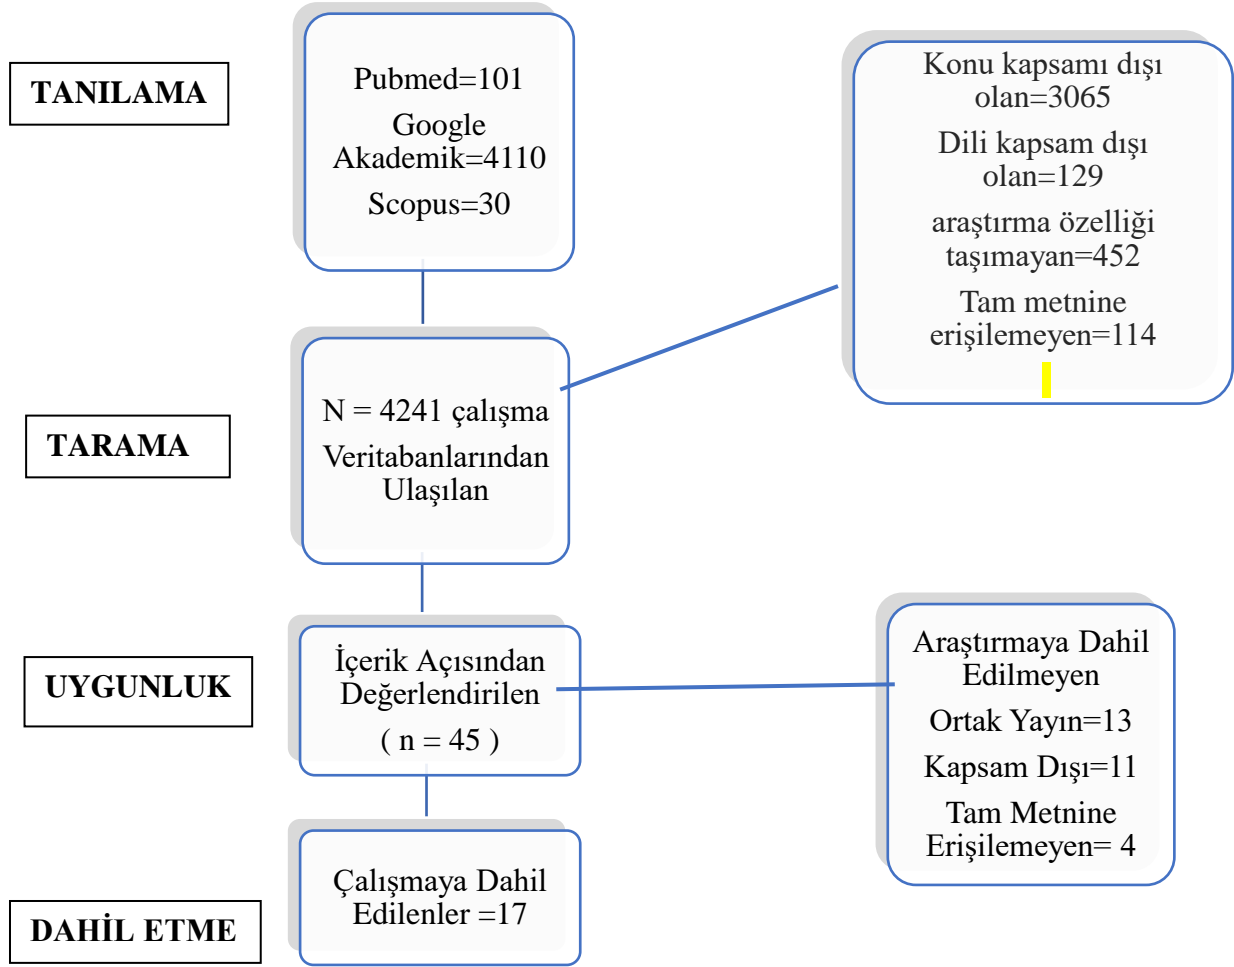 TANILAMA
Pubmed=101
Google
Akademik=4110
Scopus=30
Konu kapsamı dışı
olan=3065
Dili kapsam dışı
olan=129
araştırma özelliği
taşımayan=452
Tam metnine
erişilemeyen=114
TARAMA
N = 4241 çalışma
Veritabanlarından
Ulaşılan
UYGUNLUK
İçerik Açısından
Değerlendirilen
( n = 45 )
Araştırmaya Dahil
Edilmeyen
Ortak Yayın=13
Kapsam Dışı=11
Tam Metnine
Erişilemeyen= 4
DAHİL ETME
Çalışmaya Dahil
Edilenler =17